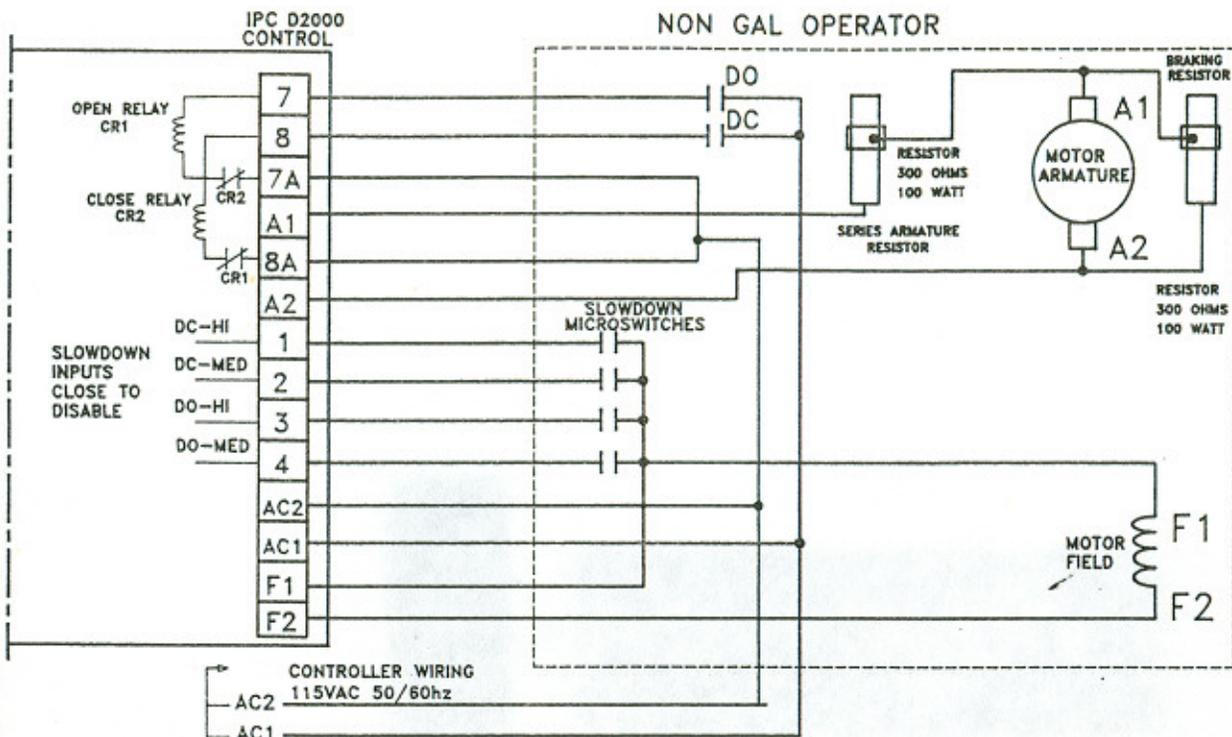 IPC D2000
CONTROL
NON GAL OPERATOR
OPEN RELAY
CR1
CLOSE RELAY
CR2
CR2
CR1
7
8
7A
A1
8A
A2
1
2
3
4
AC2
AC1
F1
F2
DC-HI
DC-MED
DO-HI
DO-MED
SLOWDOWN
INPUTS
CLOSE TO
DISABLE
DO
DC
SLOWDOWN
MICROSWITCHES
RESISTOR
300 OHMS
100 WATT
SERIES ARMATURE
RESISTOR
A1
MOTOR
ARMATURE
A2
BRAKING
RESISTOR
RESISTOR
300 OHMS
100 WATT
MOTOR
FIELD
F1
F2
CONTROLLER WIRING
115VAC 50/60hz
AC2
AC1